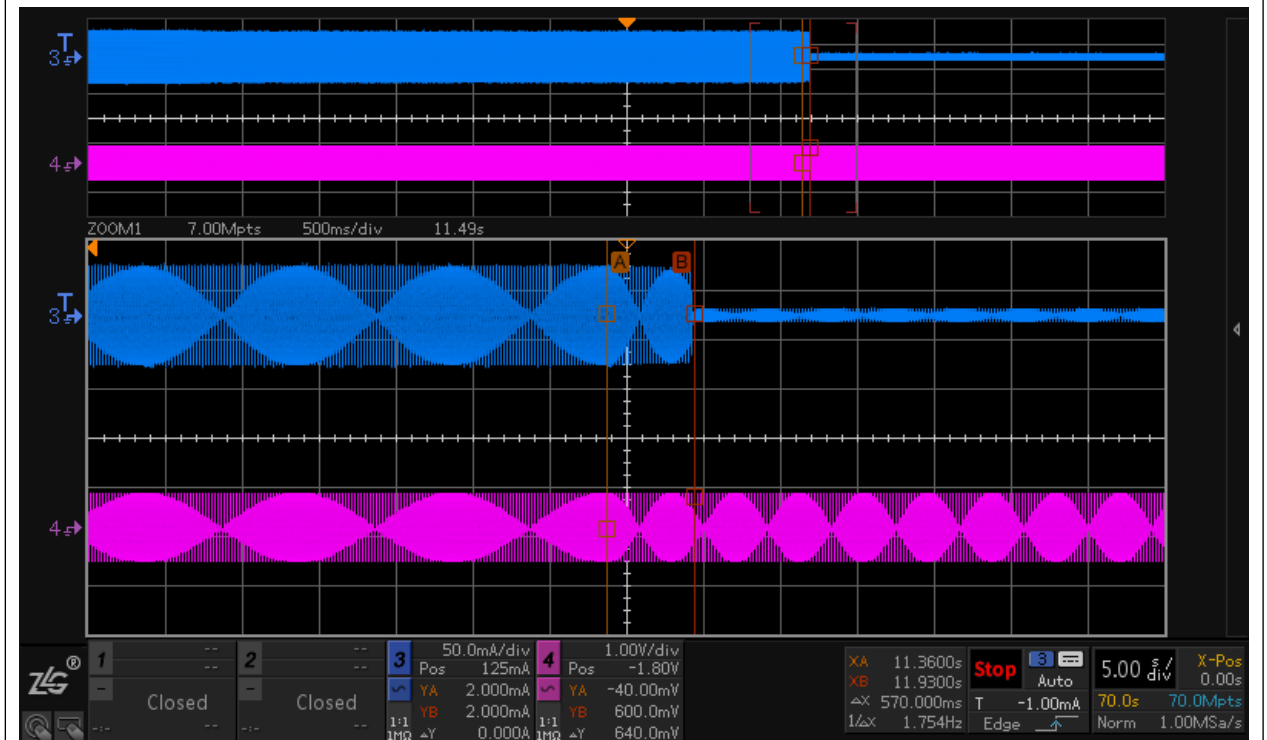 T
3
4
ZOOM1 7.00Mpts 500ms/div 11.49s
A B
T
3
4
ZLG®
1 -- --
Closed
-:-
2 -- --
Closed
-:-
3 50.0mA/div
Pos 125mA
YA 2.000mA
YB 2.000mA
1:1
1MΩ ΔY 0.000A
4 1.00V/div
Pos -1.80V
YA -40.00mV
YB 600.0mV
1:1
1MΩ ΔY 640.0mV
XA 11.3600s
XB 11.9300s
ΔX 570.000ms
1/ΔX 1.754Hz
Stop 3 Auto
T -1.00mA
Edge
5.00 s/div X-Pos
0.00s
70.0s 70.0Mpts
Norm 1.00MSa/s